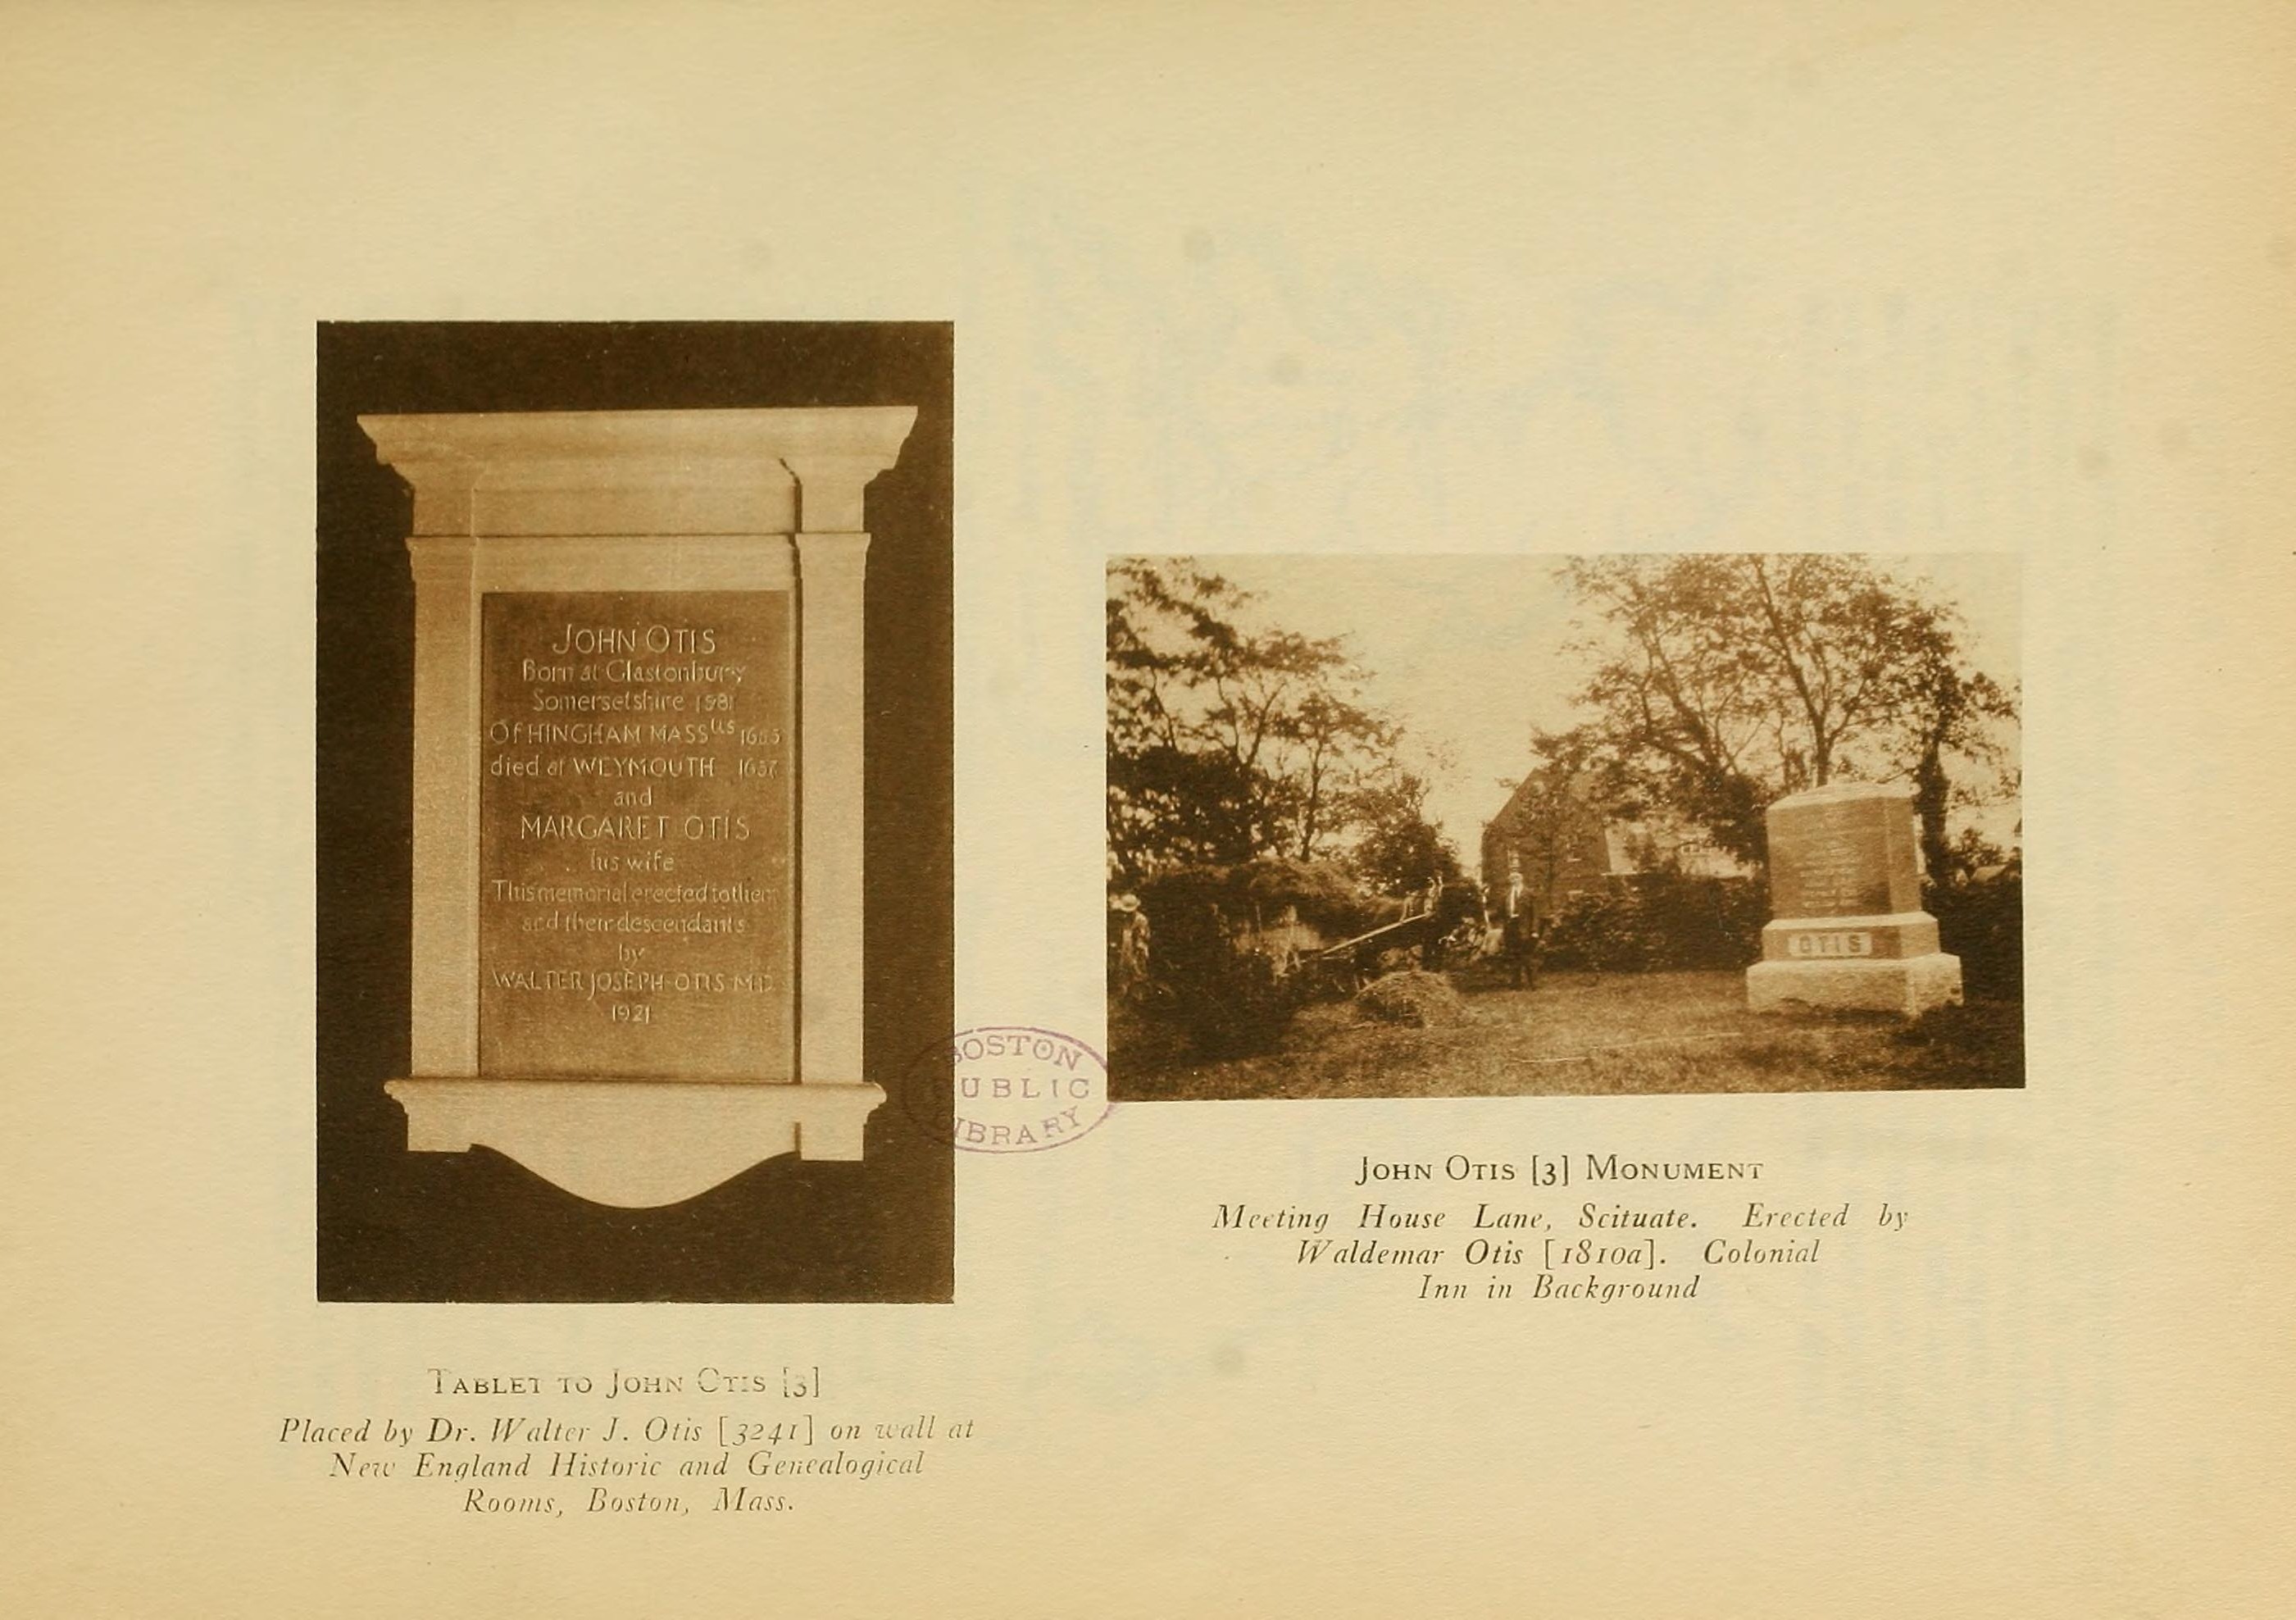 JOHN OTIS
Born at Glastonbury
Somersetshire 1581
Of HINGHAM MASStts
died at WEYMOUTH 1657
and
MARGARET OTIS
his wife
This memorial erected to them
and their descendants
by
WALTER JOSEPH OTIS M.D.
1921
TABLET TO JOHN OTIS [3]
Placed by Dr. Walter J. Otis [3241] on wall at
New England Historic and Genealogical
Rooms, Boston, Mass.
BOSTON
PUBLIC
LIBRARY
OTIS
JOHN OTIS [3] MONUMENT
Meeting House Lane, Scituate. Erected by
Waldemar Otis [1810a]. Colonial
Inn in Background